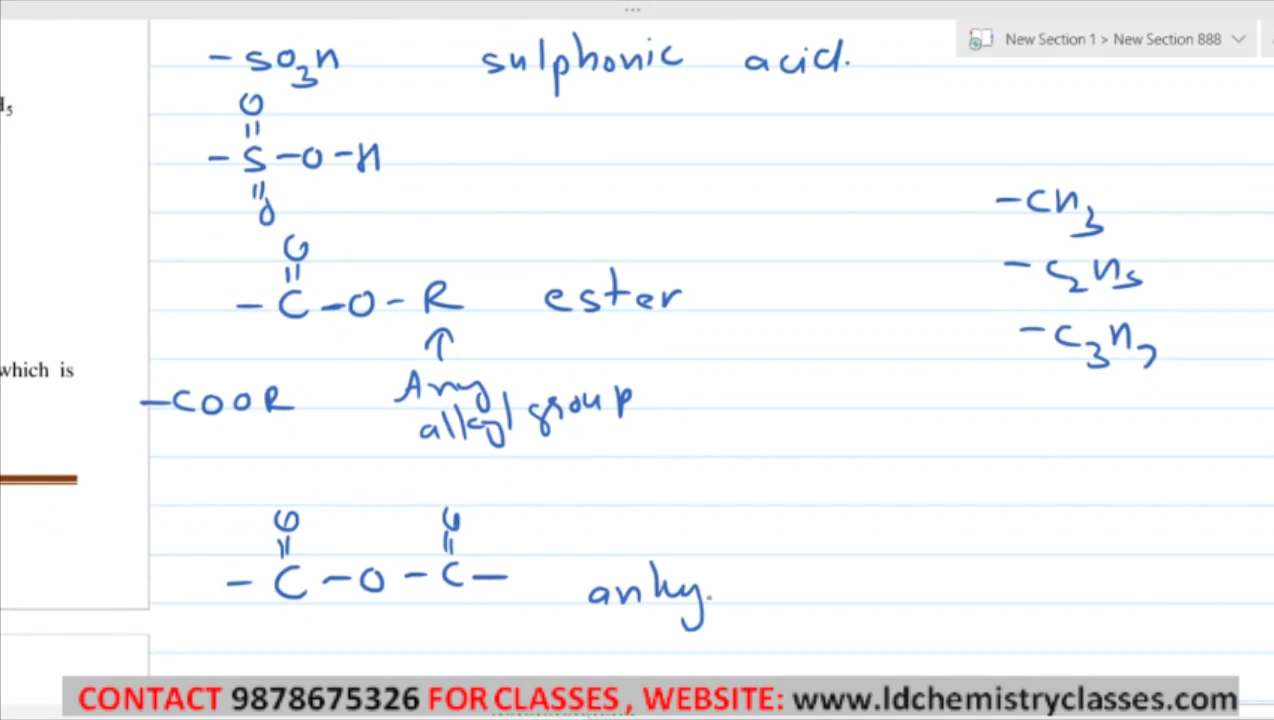 ...
New Section 1 > New Section 888
-SO3H sulphonic acid.
H5
O
||
-S-O-H
||
O
-CH3
O
||
-C-O-R ester
-C2H5
↑
-C3H7
which is
-COOR Any
alkyl group
O O
|| ||
-C-O-C- anhy.
CONTACT 9878675326 FOR CLASSES , WEBSITE: www.ldchemistryclasses.com